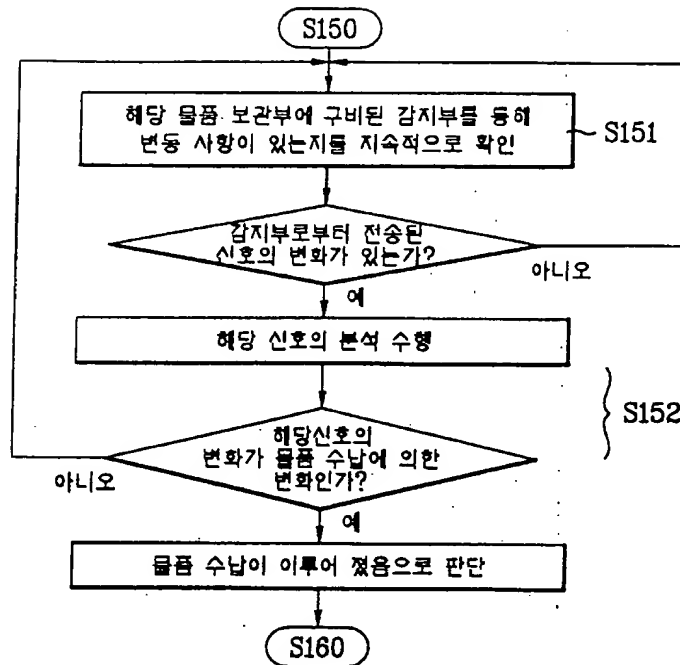 S150
해당 물품 보관부에 구비된 감지부를 통해
변동 사항이 있는지를 지속적으로 확인
S151
감지부로부터 전송된
신호의 변화가 있는가?
아니오
예
해당 신호의 분석 수행
S152
해당신호의
변화가 물품 수납에 의한
변화인가?
아니오
예
물품 수납이 이루어 졌음으로 판단
S160